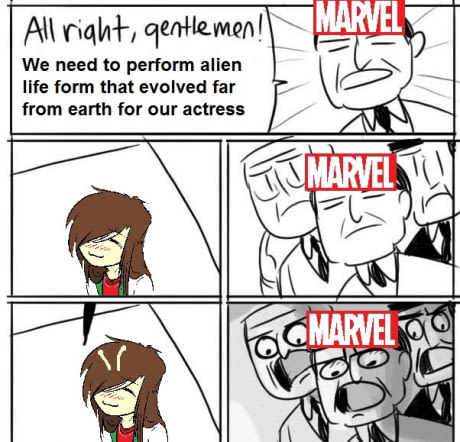 All right, gentlemen!
MARVEL
We need to perform alien
life form that evolved far
from earth for our actress
MARVEL
MARVEL